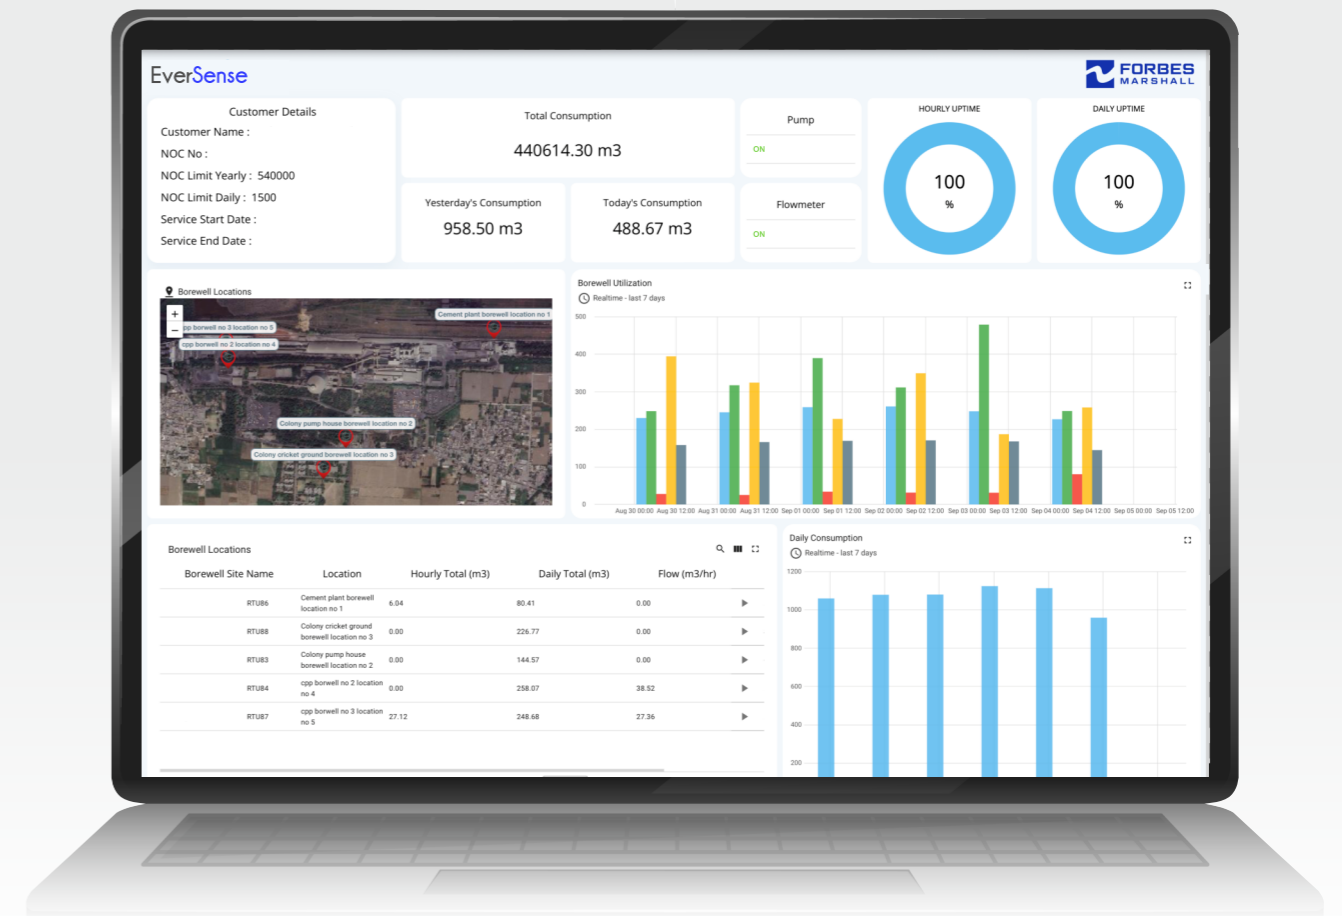 EverSense
FORBES
MARSHALL
Customer Details
Customer Name :
NOC No :
NOC Limit Yearly : 540000
NOC Limit Daily : 1500
Service Start Date :
Service End Date :
Total Consumption
440614.30 m3
Yesterday's Consumption
958.50 m3
Today's Consumption
488.67 m3
Pump
ON
Flowmeter
ON
HOURLY UPTIME
100
%
DAILY UPTIME
100
%
Borewell Locations
+
−
Cement plant borewell location no 1
pp borwell no 3 location no 5
cpp borwell no 2 location no 4
Colony pump house borewell location no 2
Colony cricket ground borewell location no 3
Borewell Utilization
Realtime - last 7 days
500
400
300
200
100
0
Aug 30 00:00 Aug 30 12:00 Aug 31 00:00 Aug 31 12:00 Sep 01 00:00 Sep 01 12:00 Sep 02 00:00 Sep 02 12:00 Sep 03 00:00 Sep 03 12:00 Sep 04 00:00 Sep 04 12:00 Sep 05 00:00 Sep 05 12:00
Borewell Locations
Borewell Site Name Location Hourly Total (m3) Daily Total (m3) Flow (m3/hr)
RTU86 Cement plant borewell 6.04 80.41 0.00
location no 1
RTU88 Colony cricket ground 0.00 226.77 0.00
borewell location no 3
RTU83 Colony pump house 0.00 144.57 0.00
borewell location no 2
RTU84 cpp borwell no 2 location 0.00 258.07 38.52
no 4
RTU87 cpp borwell no 3 location 27.12 248.68 27.36
no 5
Daily Consumption
Realtime - last 7 days
1200
1000
800
600
400
200